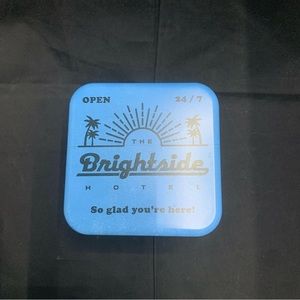 OPEN 24/7
THE
Brightside
HOTEL
So glad you're here!